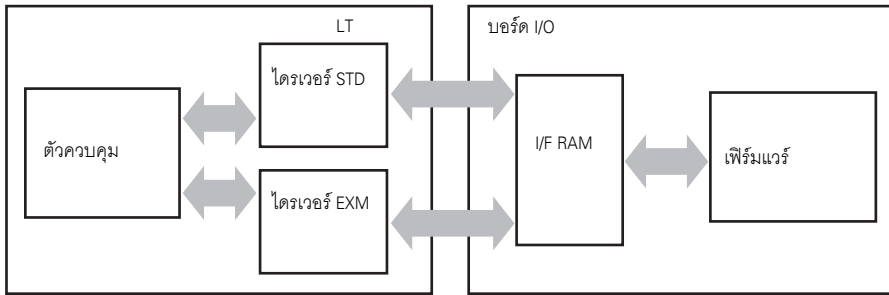 LT
บอร์ด I/O
ไดรเวอร์ STD
ตัวควบคุม
I/F RAM
เฟิร์มแวร์
ไดรเวอร์ EXM